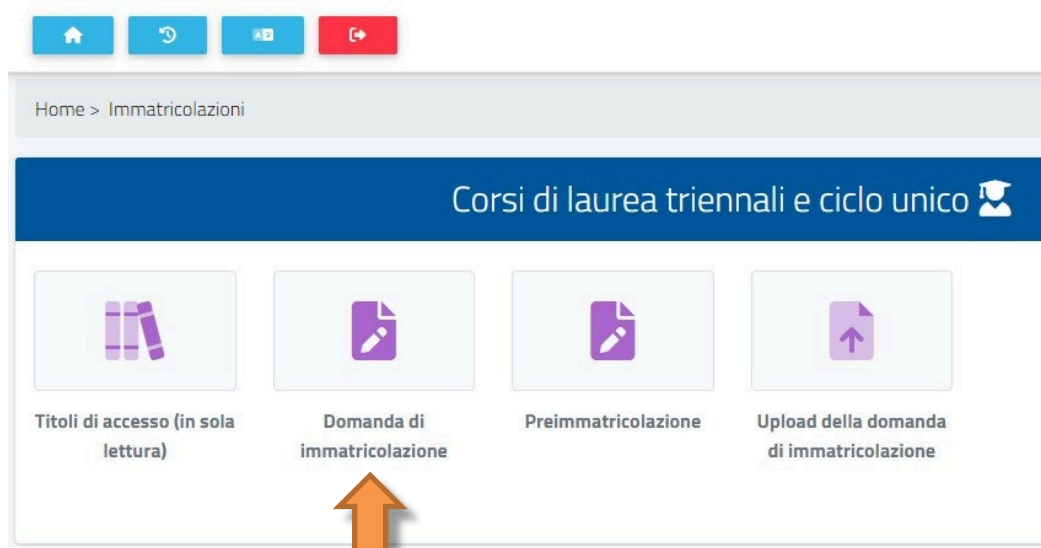 Home > Immatricolazioni
Corsi di laurea triennali e ciclo unico
Titoli di accesso (in sola
lettura)
Domanda di
immatricolazione
Preimmatricolazione
Upload della domanda
di immatricolazione